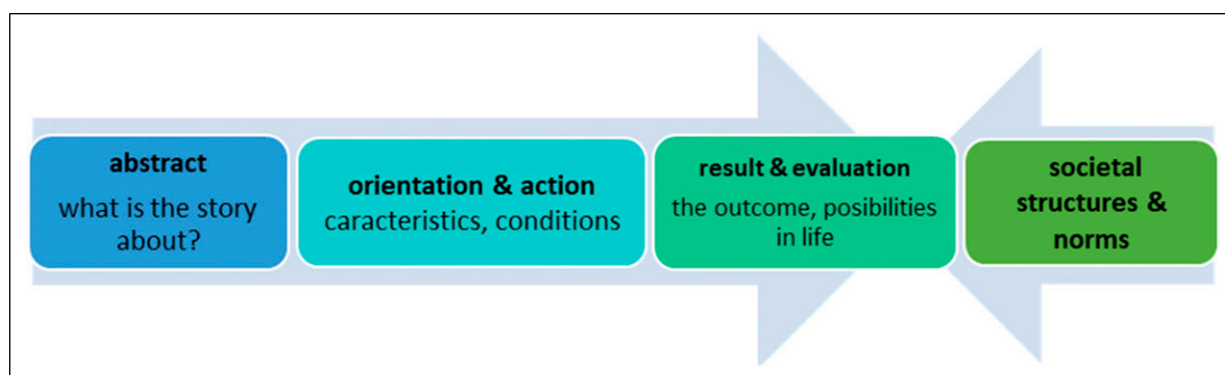 abstract
what is the story
about?
orientation & action
caracteristics, conditions
result & evaluation
the outcome, posibilities
in life
societal
structures &
norms